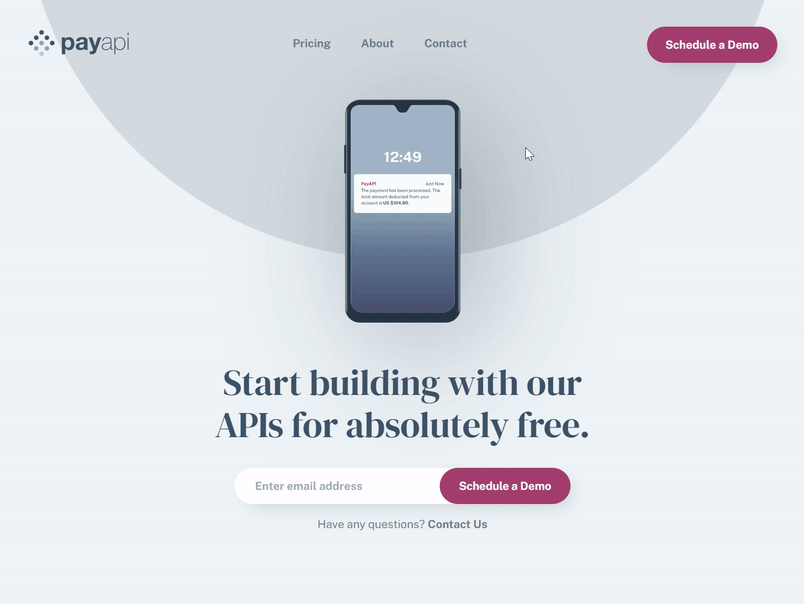 payapi
Pricing
About
Contact
Schedule a Demo
12:49
PayAPI
Just Now
The payment has been processed. The
total amount deducted from your
account is US $104.90.
Start building with our
APIs for absolutely free.
Enter email address
Schedule a Demo
Have any questions? Contact Us